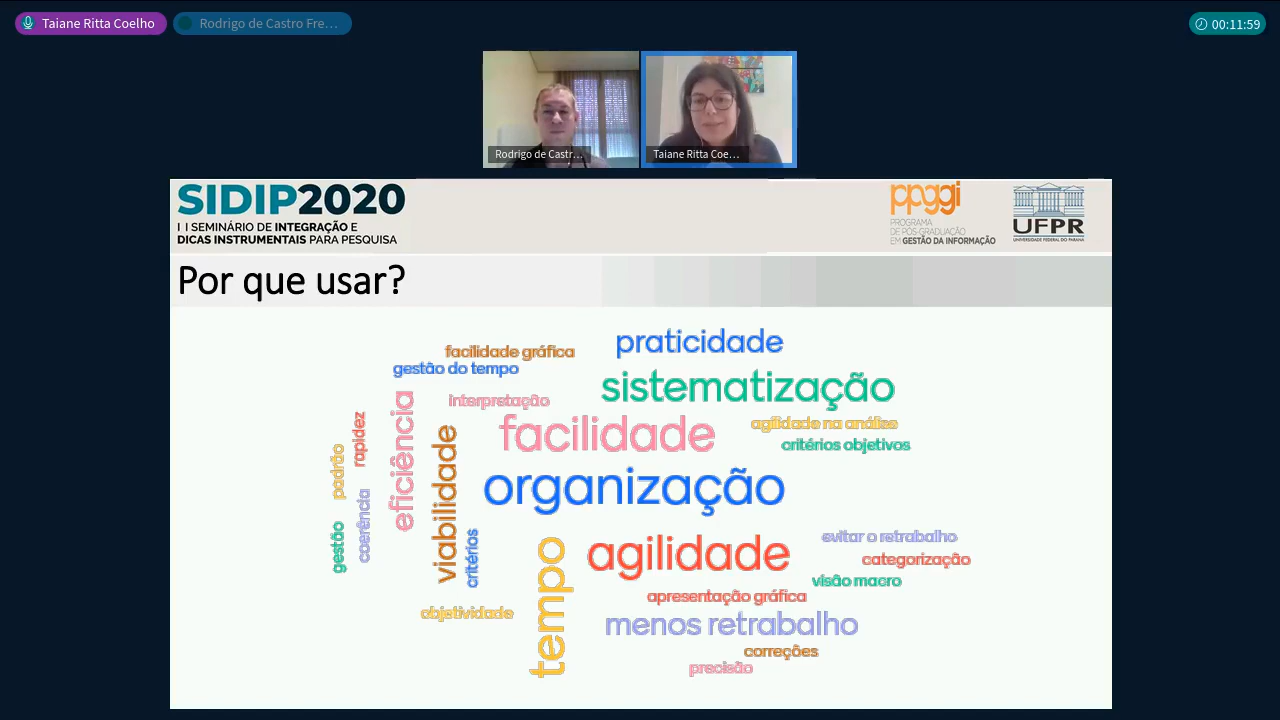 Taiane Ritta Coelho
Rodrigo de Castro Fre...
00:11:59
Rodrigo de Castr...
Taiane Ritta Coe...
SIDIP2020
I I SEMINÁRIO DE INTEGRAÇÃO E
DICAS INSTRUMENTAIS PARA PESQUISA
ppggi
PROGRAMA
DE PÓS-GRADUAÇÃO
EM GESTÃO DA INFORMAÇÃO
UFPR
UNIVERSIDADE FEDERAL DO PARANÁ
Por que usar?
praticidade
facilidade gráfica
gestão do tempo
sistematização
interpretação
agilidade na análise
facilidade
critérios objetivos
eficiência
rapidez
padrão
viabilidade
organização
coerência
gestão
critérios
evitar o retrabalho
agilidade
categorização
visão macro
tempo
apresentação gráfica
objetividade
menos retrabalho
correções
precisão